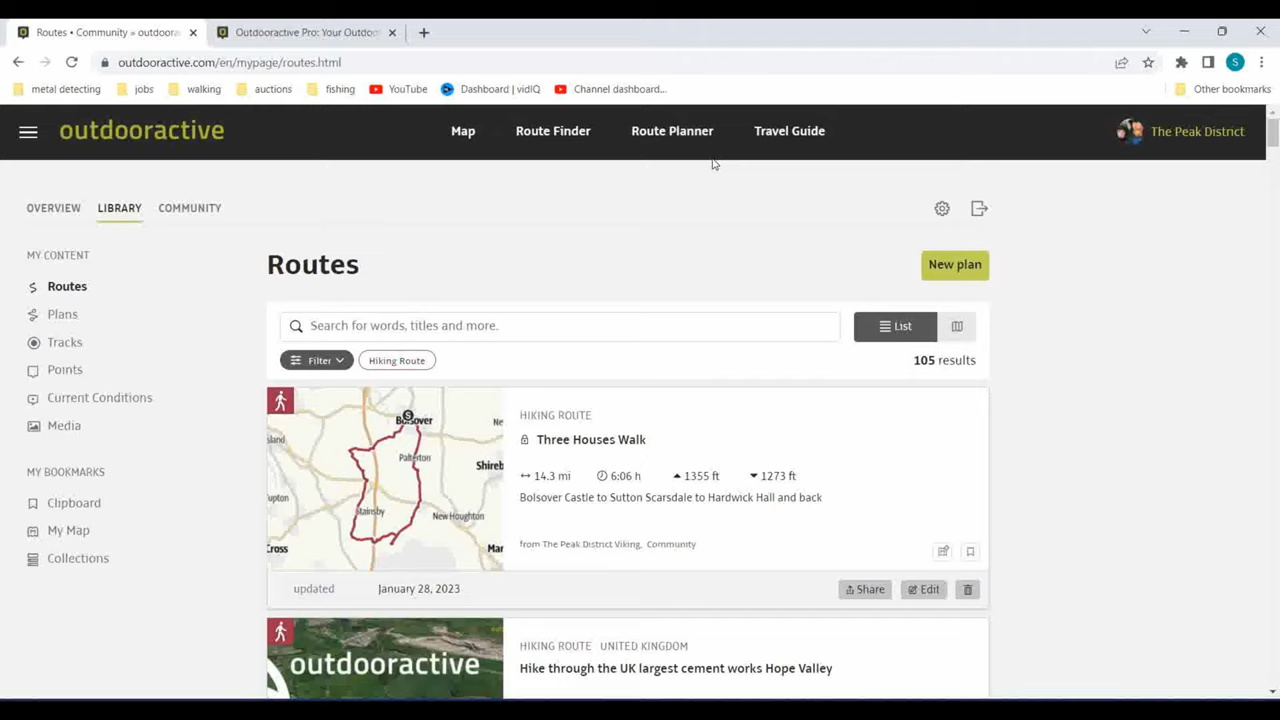 Routes • Community » outdoora
Outdooractive Pro: Your Outdo
outdooractive.com/en/mypage/routes.html
S
metal detecting
jobs
walking
auctions
fishing
YouTube
Dashboard | vidIQ
Channel dashboard...
Other bookmarks
outdooractive
Map
Route Finder
Route Planner
Travel Guide
The Peak District
OVERVIEW
LIBRARY
COMMUNITY
MY CONTENT
Routes
Plans
Tracks
Points
Current Conditions
Media
MY BOOKMARKS
Clipboard
My Map
Collections
Routes
New plan
Search for words, titles and more.
List
Filter
Hiking Route
105 results
Bolsover
S
Ne
sland
Palterton
Shireb
upton
Stainsby
New Houghton
Cross
Mar
HIKING ROUTE
Three Houses Walk
14.3 mi
6:06 h
1355 ft
1273 ft
Bolsover Castle to Sutton Scarsdale to Hardwick Hall and back
from The Peak District Viking, Community
updated
January 28, 2023
Share
Edit
outdooractive
HIKING ROUTE UNITED KINGDOM
Hike through the UK largest cement works Hope Valley